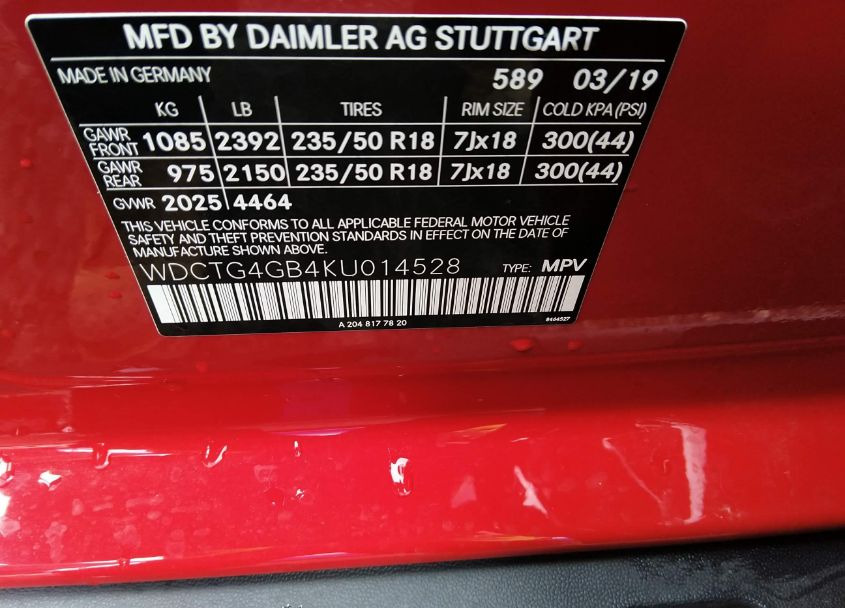 MFD BY DAIMLER AG STUTTGART
MADE IN GERMANY 589 03/19
KG LB TIRES RIM SIZE COLD KPA (PSI)
GAWR FRONT 1085 2392 235/50 R18 7Jx18 300(44)
GAWR REAR 975 2150 235/50 R18 7Jx18 300(44)
GVWR 2025 4464
THIS VEHICLE CONFORMS TO ALL APPLICABLE FEDERAL MOTOR VEHICLE
SAFETY AND THEFT PREVENTION STANDARDS IN EFFECT ON THE DATE OF
MANUFACTURE SHOWN ABOVE.
WDCTG4GB4KU014528 TYPE: MPV
A 204 817 78 20 8464527